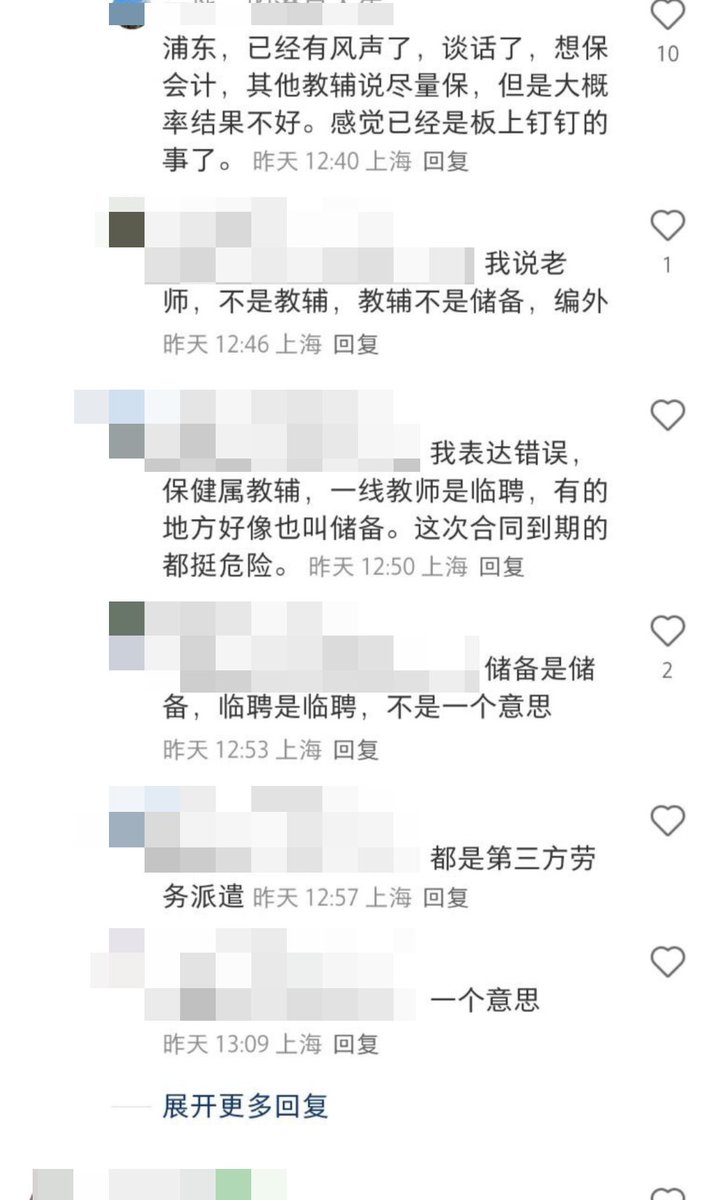 10
浦东，已经有风声了，谈话了，想保
会计，其他教辅说尽量保，但是大概
率结果不好。感觉已经是板上钉钉的
事了。 昨天 12:40 上海 回复
我说老
1
师，不是教辅，教辅不是储备，编外
昨天 12:46 上海 回复
我表达错误，
保健属教辅，一线教师是临聘，有的
地方好像也叫储备。这次合同到期的
都挺危险。 昨天 12:50 上海 回复
储备是储
2
备，临聘是临聘，不是一个意思
昨天 12:53 上海 回复
都是第三方劳
务派遣 昨天 12:57 上海 回复
一个意思
昨天 13:09 上海 回复
展开更多回复